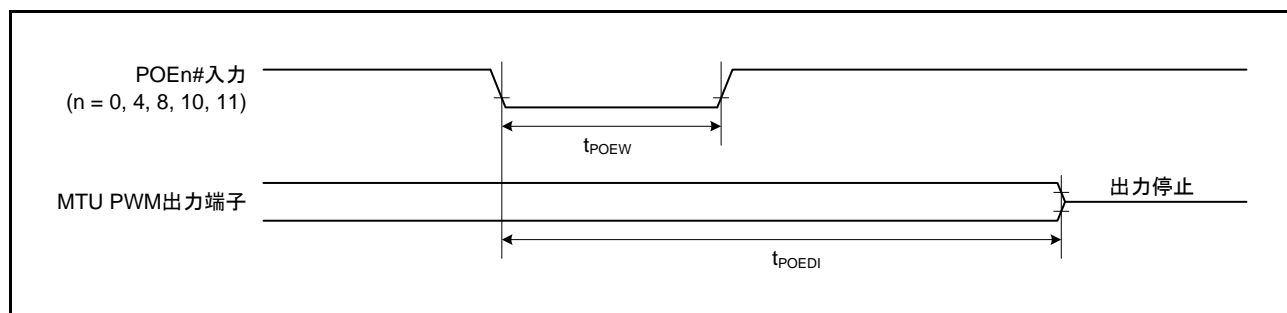 POEn#入力
(n = 0, 4, 8, 10, 11)
tPOEW
MTU PWM出力端子
出力停止
tPOEDI